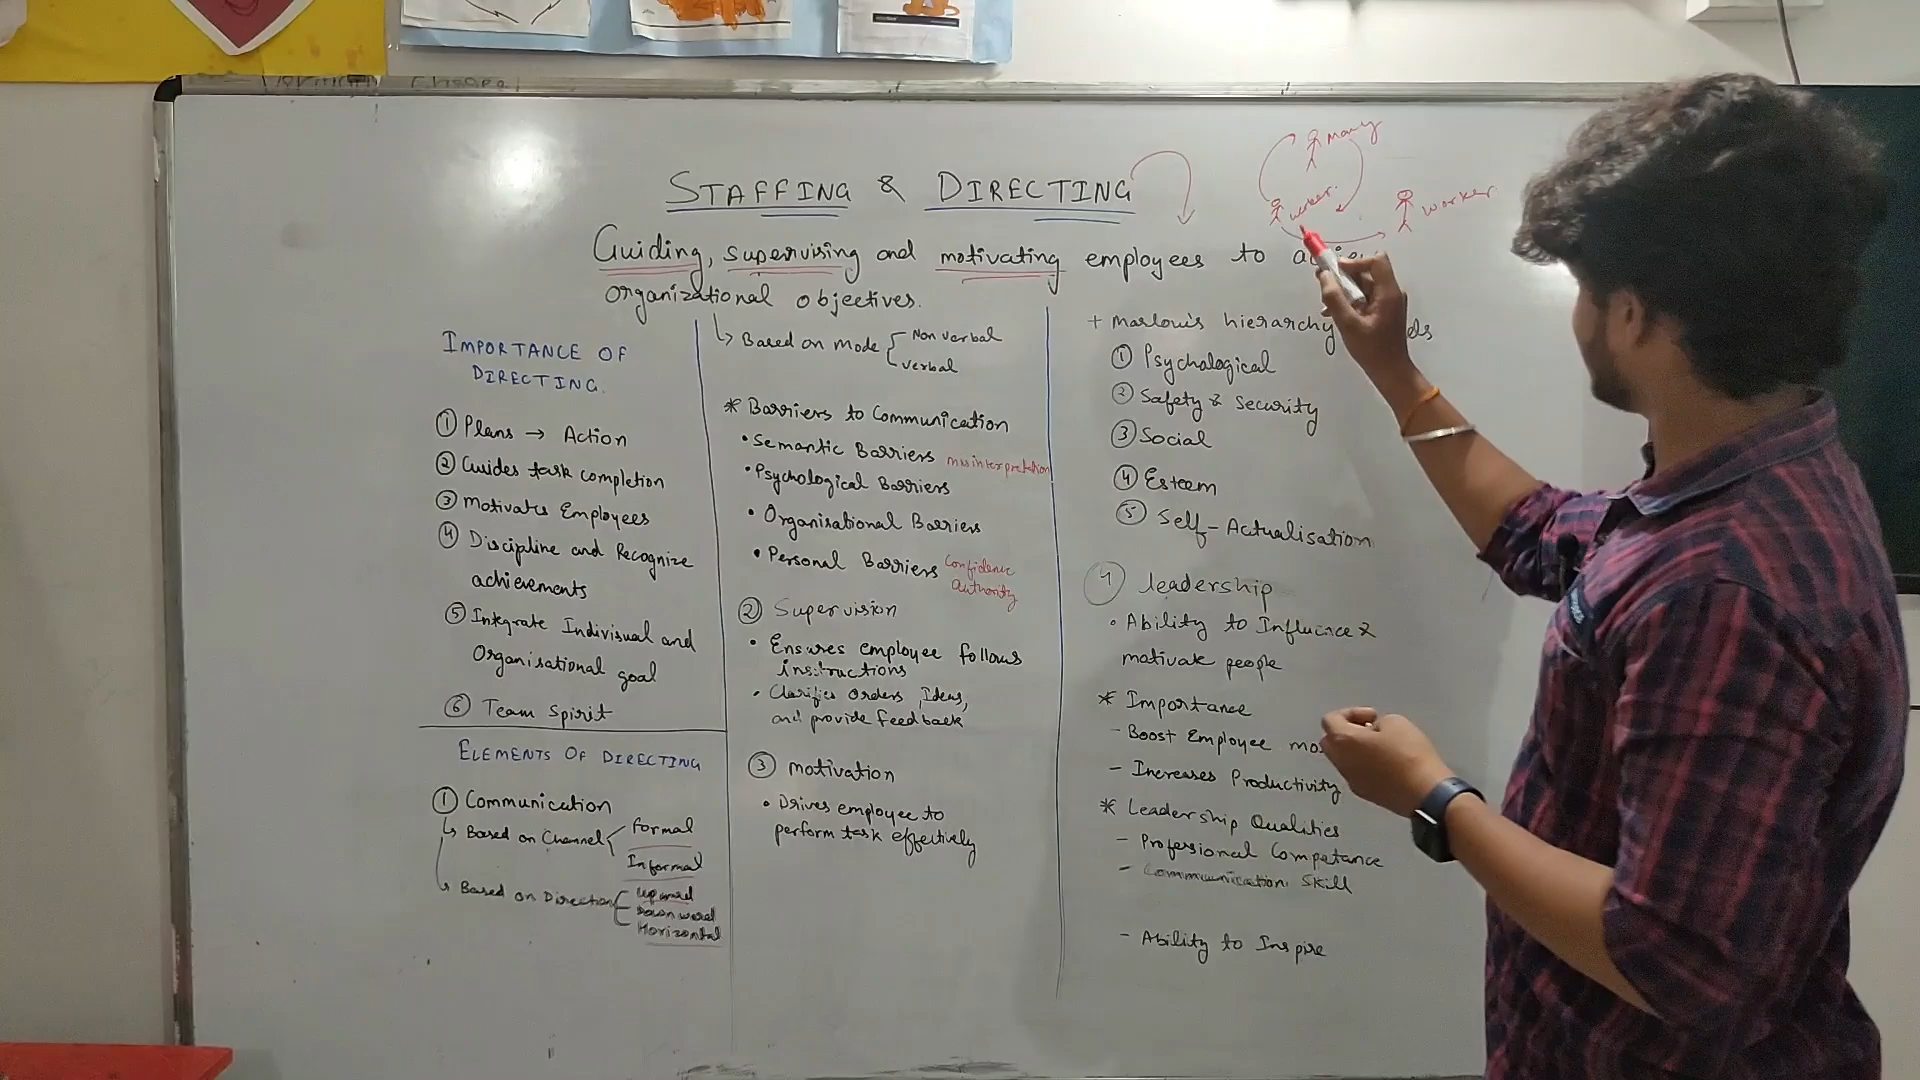 STAFFING & DIRECTING
Guiding, supervising and motivating employees to
organizational objectives.
many
worker
worker
IMPORTANCE OF
DIRECTING.
① Plans → Action
② Guides task completion
③ Motivates Employees
④ Discipline and Recognize
achievements
⑤ Integrate Indivisual and
Organisational goal
⑥ Team Spirit
ELEMENTS OF DIRECTING
① Communication
↳ Based on Channel
Formal
Informal
↳ Based on Direction
upward
Downward
Horizontal
↳ Based on Mode
Non verbal
verbal
* Barriers to Communication
• Semantic Barriers misinterpretation
• Psychological Barriers
• Organisational Barriers
• Personal Barriers Confidence
Authority
② Supervision
• Ensures employee follows
instructions
• Clarifies Orders, Ideas,
and provide feedback
③ motivation
• Drives employee to
perform task effectively
+ Maslow's hierarchy
① Psychological
② Safety & Security
③ Social
④ Esteem
⑤ Self-Actualisation
④ leadership
• Ability to Influence &
motivate people
* Importance
- Boost Employee
- Increases Productivity
* Leadership Qualities
- Professional Competance
- Communication Skill
- Ability to Inspire